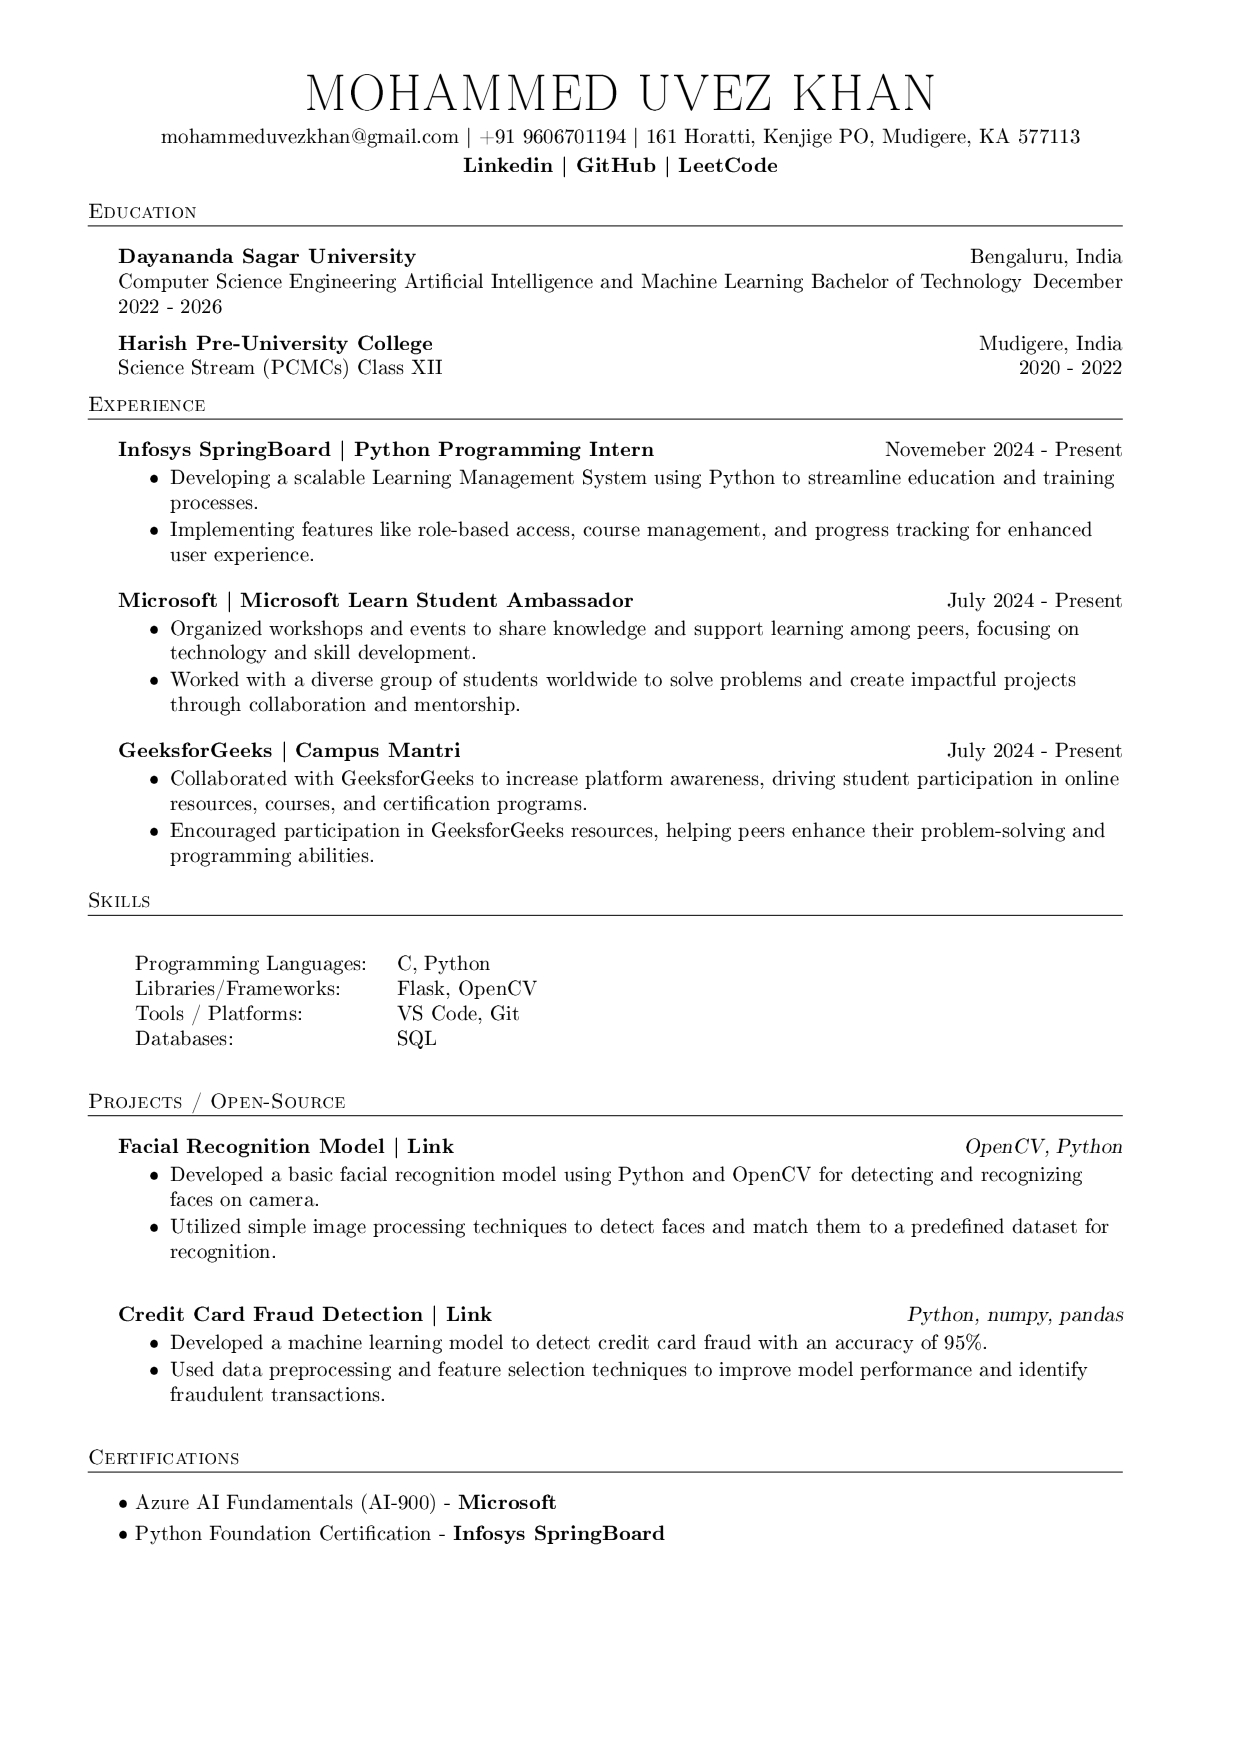 MOHAMMED UVEZ KHAN
mohammeduvezkhan@gmail.com | +91 9606701194 | 161 Horatti, Kenjige PO, Mudigere, KA 577113
Linkedin | GitHub | LeetCode
Education
Dayananda Sagar University Bengaluru, India
Computer Science Engineering Artificial Intelligence and Machine Learning Bachelor of Technology December
2022 - 2026
Harish Pre-University College Mudigere, India
Science Stream (PCMCs) Class XII 2020 - 2022
Experience
Infosys SpringBoard | Python Programming Intern Novemeber 2024 - Present
• Developing a scalable Learning Management System using Python to streamline education and training
processes.
• Implementing features like role-based access, course management, and progress tracking for enhanced
user experience.
Microsoft | Microsoft Learn Student Ambassador July 2024 - Present
• Organized workshops and events to share knowledge and support learning among peers, focusing on
technology and skill development.
• Worked with a diverse group of students worldwide to solve problems and create impactful projects
through collaboration and mentorship.
GeeksforGeeks | Campus Mantri July 2024 - Present
• Collaborated with GeeksforGeeks to increase platform awareness, driving student participation in online
resources, courses, and certification programs.
• Encouraged participation in GeeksforGeeks resources, helping peers enhance their problem-solving and
programming abilities.
Skills
Programming Languages: C, Python
Libraries/Frameworks: Flask, OpenCV
Tools / Platforms: VS Code, Git
Databases: SQL
Projects / Open-Source
Facial Recognition Model | Link OpenCV, Python
• Developed a basic facial recognition model using Python and OpenCV for detecting and recognizing
faces on camera.
• Utilized simple image processing techniques to detect faces and match them to a predefined dataset for
recognition.
Credit Card Fraud Detection | Link Python, numpy, pandas
• Developed a machine learning model to detect credit card fraud with an accuracy of 95%.
• Used data preprocessing and feature selection techniques to improve model performance and identify
fraudulent transactions.
Certifications
• Azure AI Fundamentals (AI-900) - Microsoft
• Python Foundation Certification - Infosys SpringBoard